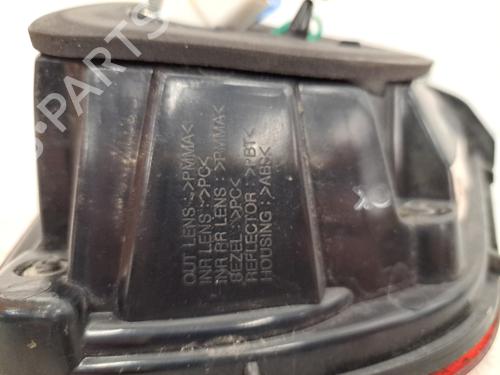 OUT LENS : >PMMA<
INR LENS : >PC<
INR RR LENS : >PMMA<
BEZEL : >PC<
REFLECTOR : >PBT<
HOUSING : >ABS<
PARTS